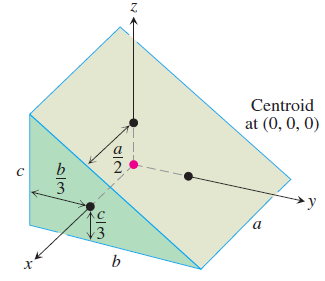 z
Centroid
at (0, 0, 0)
a/2
c
b/3
c/3
y
a
x
b